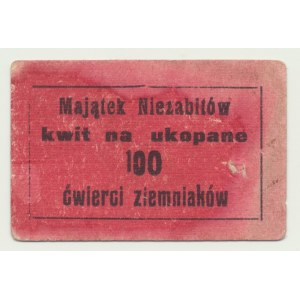 Majątek Niezabitów
kwit na ukopane
100
ćwierci ziemniaków